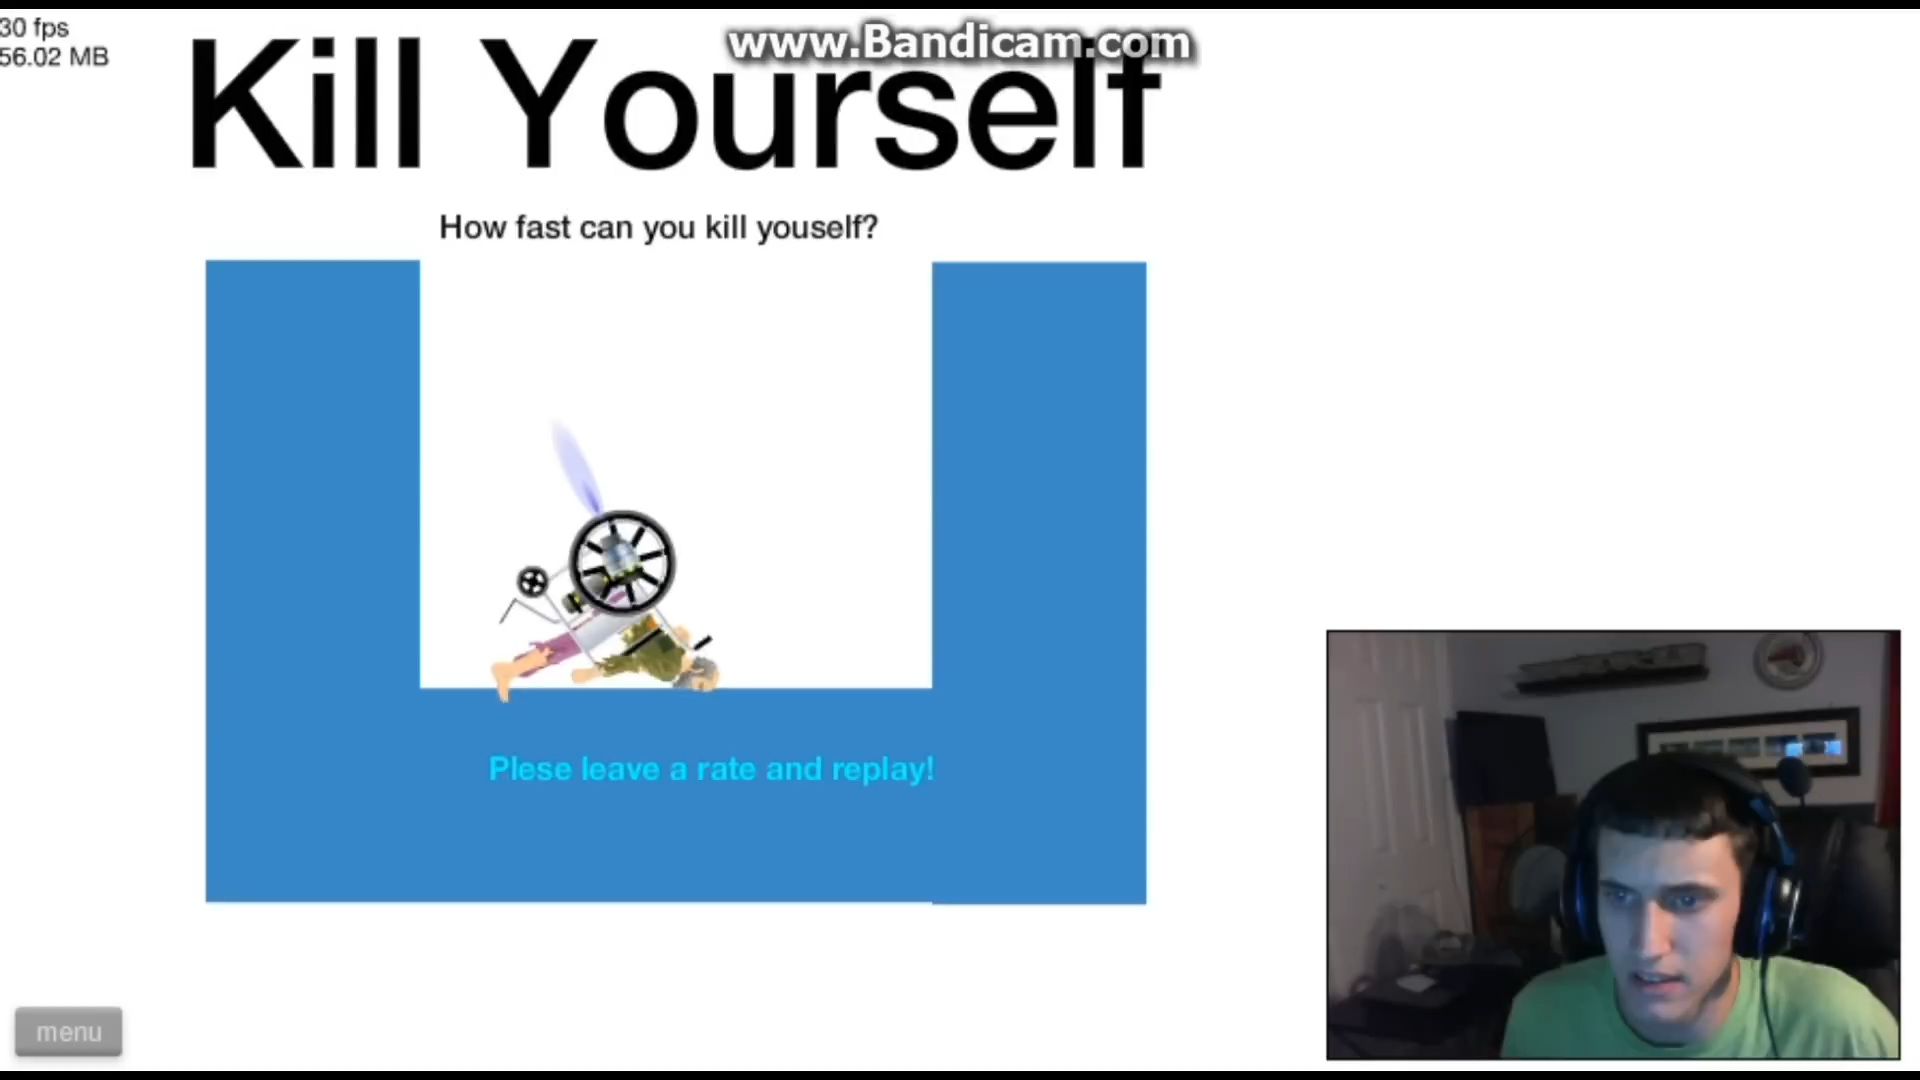 30 fps
56.02 MB
www.Bandicam.com
Kill Yourself
How fast can you kill youself?
Plese leave a rate and replay!
menu